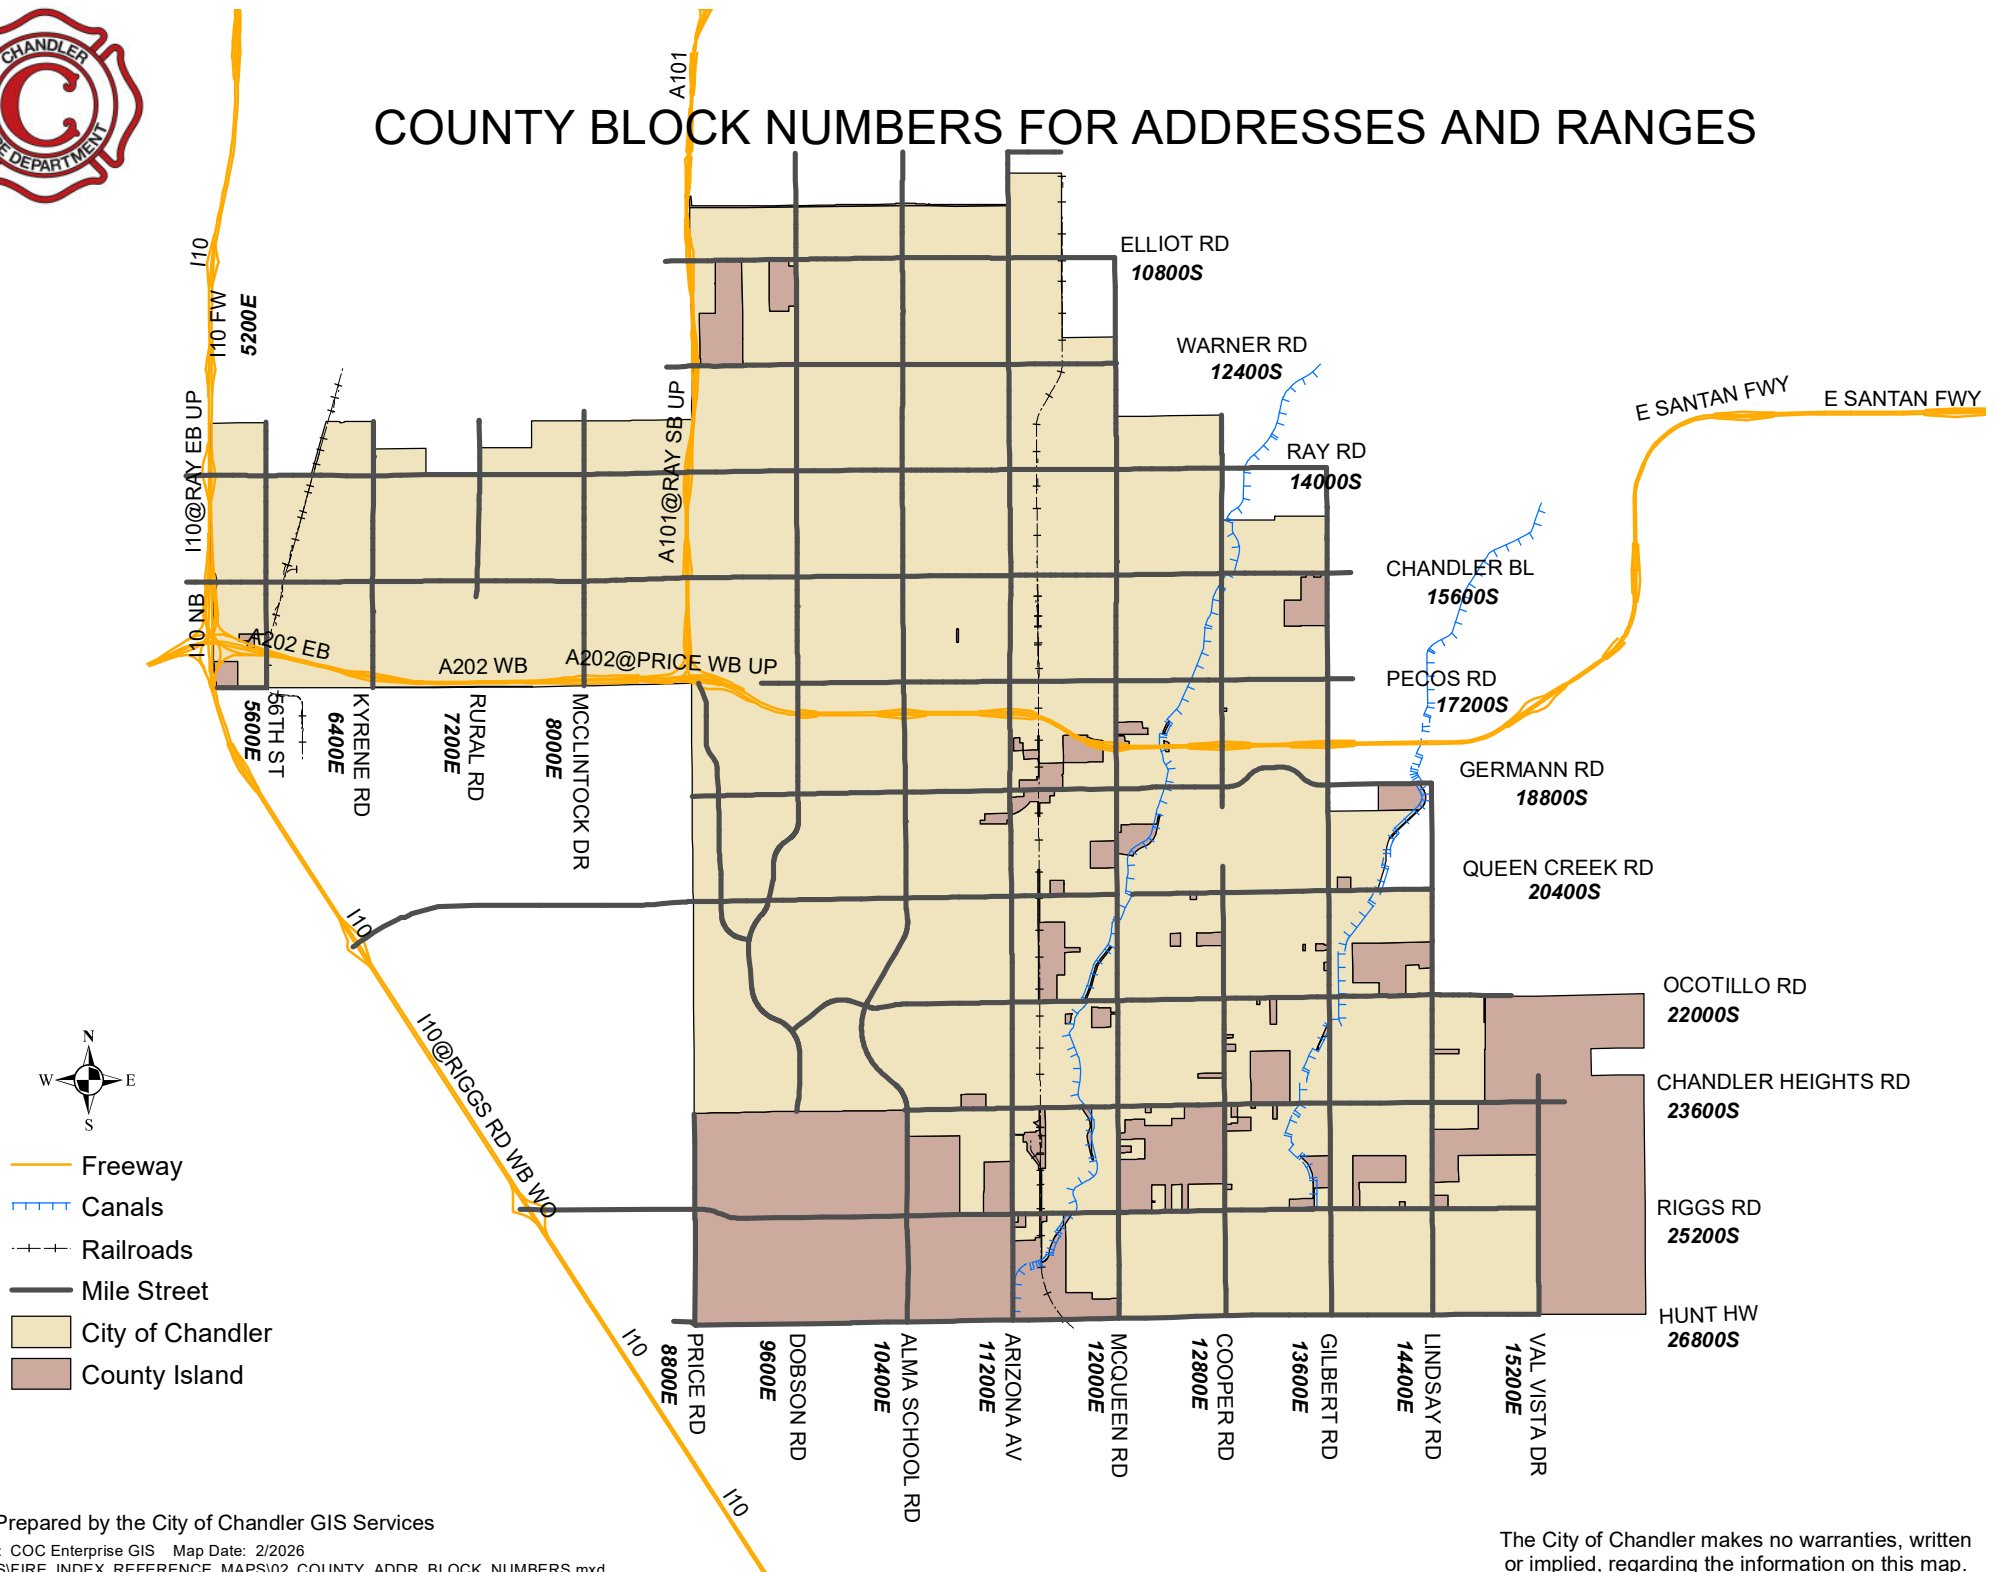 CHANDLER
C
DEPARTMENT
COUNTY BLOCK NUMBERS FOR ADDRESSES AND RANGES
A101
I10
I10 FW
5200E
I10@RAY EB UP
I10 NB
A101@RAY SB UP
ELLIOT RD
10800S
WARNER RD
12400S
RAY RD
14000S
E SANTAN FWY
E SANTAN FWY
CHANDLER BL
15600S
PECOS RD
17200S
A202 EB
A202 WB
A202@PRICE WB UP
56TH ST
5600E
KYRENE RD
6400E
RURAL RD
7200E
MCCLINTOCK DR
8000E
GERMANN RD
18800S
QUEEN CREEK RD
20400S
OCOTILLO RD
22000S
CHANDLER HEIGHTS RD
23600S
RIGGS RD
25200S
HUNT HW
26800S
I10
I10@RIGGS RD WB WO
I10
I10
N
W E
S
Freeway
Canals
Railroads
Mile Street
City of Chandler
County Island
PRICE RD
8800E
DOBSON RD
9600E
ALMA SCHOOL RD
10400E
ARIZONA AV
11200E
MCQUEEN RD
12000E
COOPER RD
12800E
GILBERT RD
13600E
LINDSAY RD
14400E
VAL VISTA DR
15200E
Prepared by the City of Chandler GIS Services
: COC Enterprise GIS Map Date: 2/2026
S\FIRE_INDEX_REFERENCE_MAPS\02_COUNTY_ADDR_BLOCK_NUMBERS.mxd
The City of Chandler makes no warranties, written
or implied, regarding the information on this map.